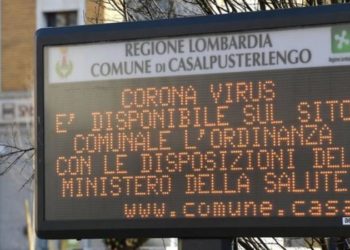 REGIONE LOMBARDIA
COMUNE DI CASALPUSTERLENGO
CORONA VIRUS
E' DISPONIBILE SUL SITO
COMUNALE L'ORDINANZA
CON LE DISPOSIZIONI DEL
MINISTERO DELLA SALUTE
www.comune.casa